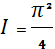 I = π²/4